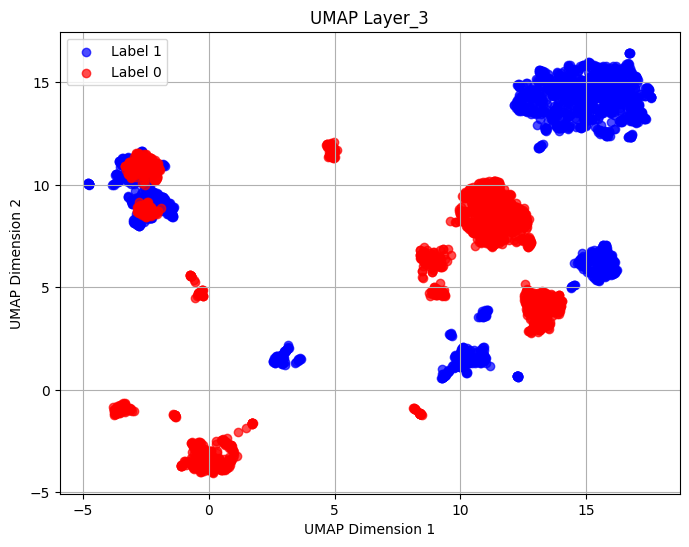 UMAP Layer_3
Label 1
Label 0
15
10
5
0
−5
UMAP Dimension 2
−5
0
5
10
15
UMAP Dimension 1